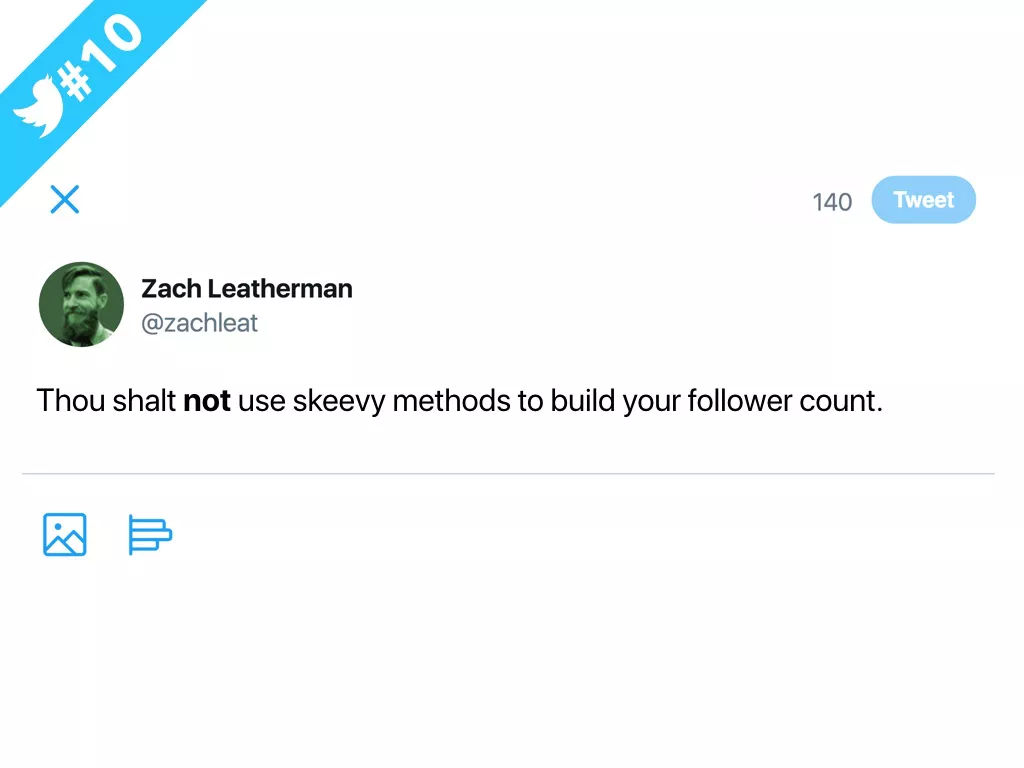 #10
140
Tweet
Zach Leatherman
@zachleat
Thou shalt not use skeevy methods to build your follower count.